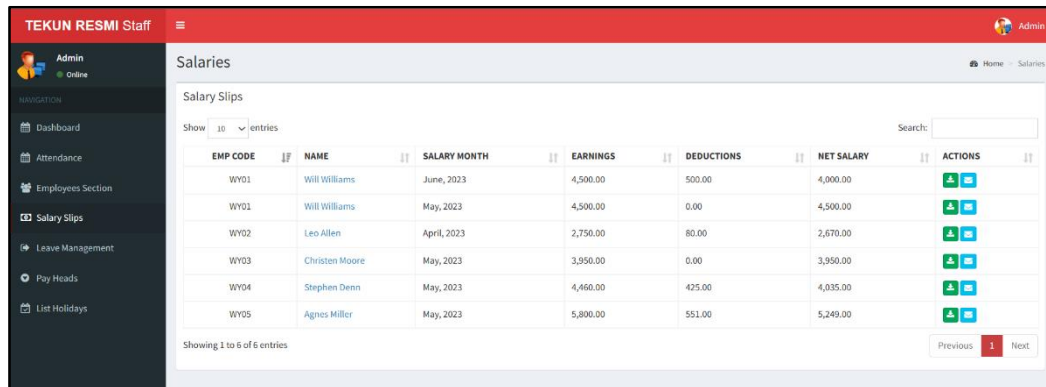 TEKUN RESMI Staff
Admin
Admin
Online
Salaries
Home > Salaries
NAVIGATION
Dashboard
Attendance
Employees Section
Salary Slips
Leave Management
Pay Heads
List Holidays
Salary Slips
Show 10 entries
Search:
EMP CODE NAME SALARY MONTH EARNINGS DEDUCTIONS NET SALARY ACTIONS
WY01 Will Williams June, 2023 4,500.00 500.00 4,000.00
WY01 Will Williams May, 2023 4,500.00 0.00 4,500.00
WY02 Leo Allen April, 2023 2,750.00 80.00 2,670.00
WY03 Christen Moore May, 2023 3,950.00 0.00 3,950.00
WY04 Stephen Denn May, 2023 4,460.00 425.00 4,035.00
WY05 Agnes Miller May, 2023 5,800.00 551.00 5,249.00
Showing 1 to 6 of 6 entries
Previous 1 Next